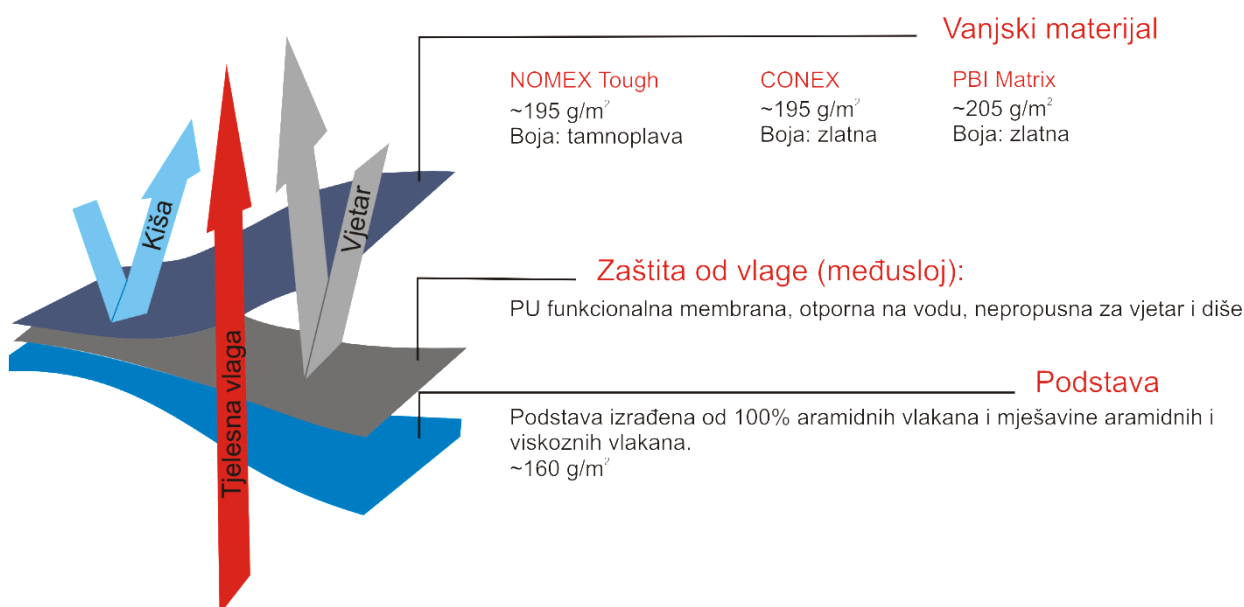 Vanjski materijal
NOMEX Tough
~195 g/m²
Boja: tamnoplava
CONEX
~195 g/m²
Boja: zlatna
PBI Matrix
~205 g/m²
Boja: zlatna
Kiša
Vjetar
Tjelesna vlaga
Zaštita od vlage (međusloj):
PU funkcionalna membrana, otporna na vodu, nepropusna za vjetar i diše
Podstava
Podstava izrađena od 100% aramidnih vlakana i mješavine aramidnih i
viskoznih vlakana.
~160 g/m²